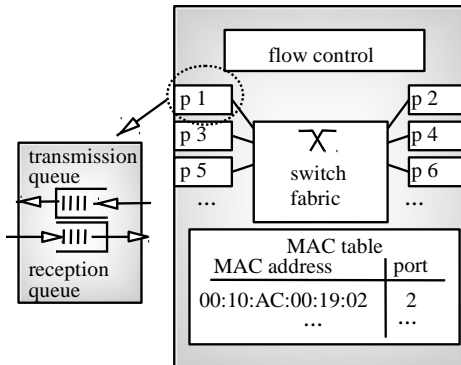 flow control
p 1
p 2
p 3
p 4
p 5
p 6
...
...
switch
fabric
transmission
queue
reception
queue
MAC table
MAC address port
00:10:AC:00:19:02 2
... ...